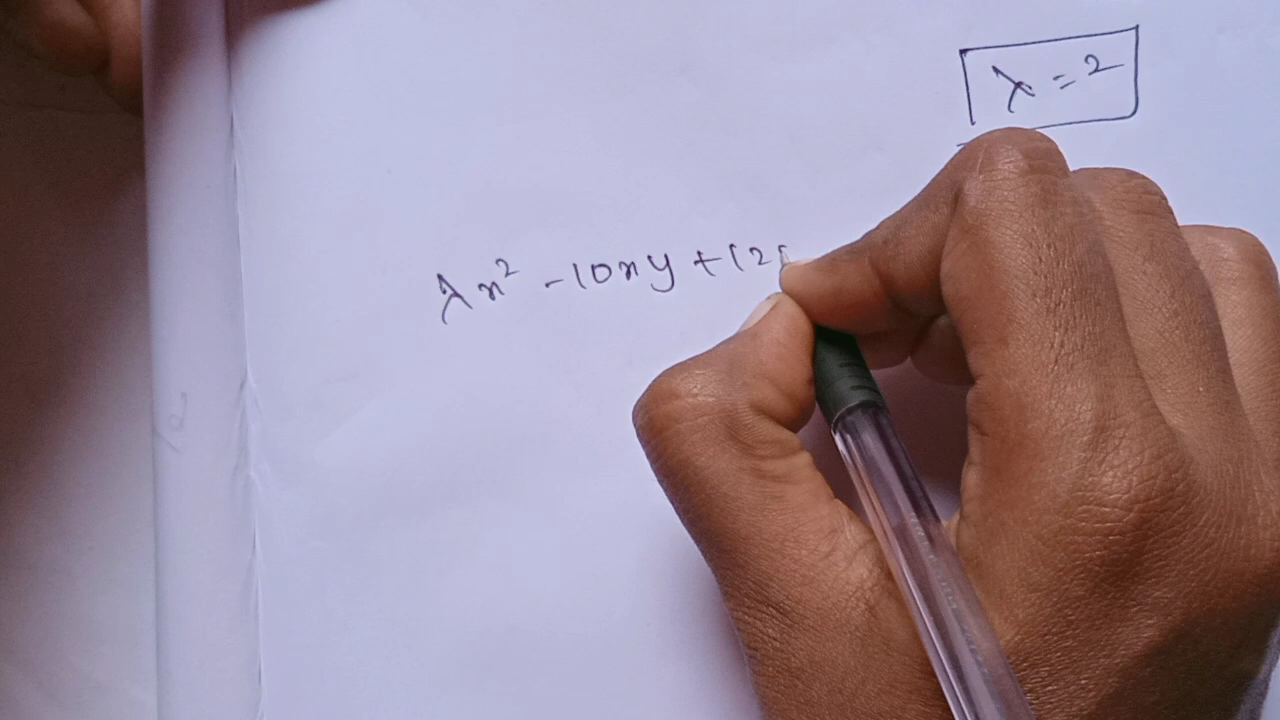 λ = 2
λx² - 10xy + 12